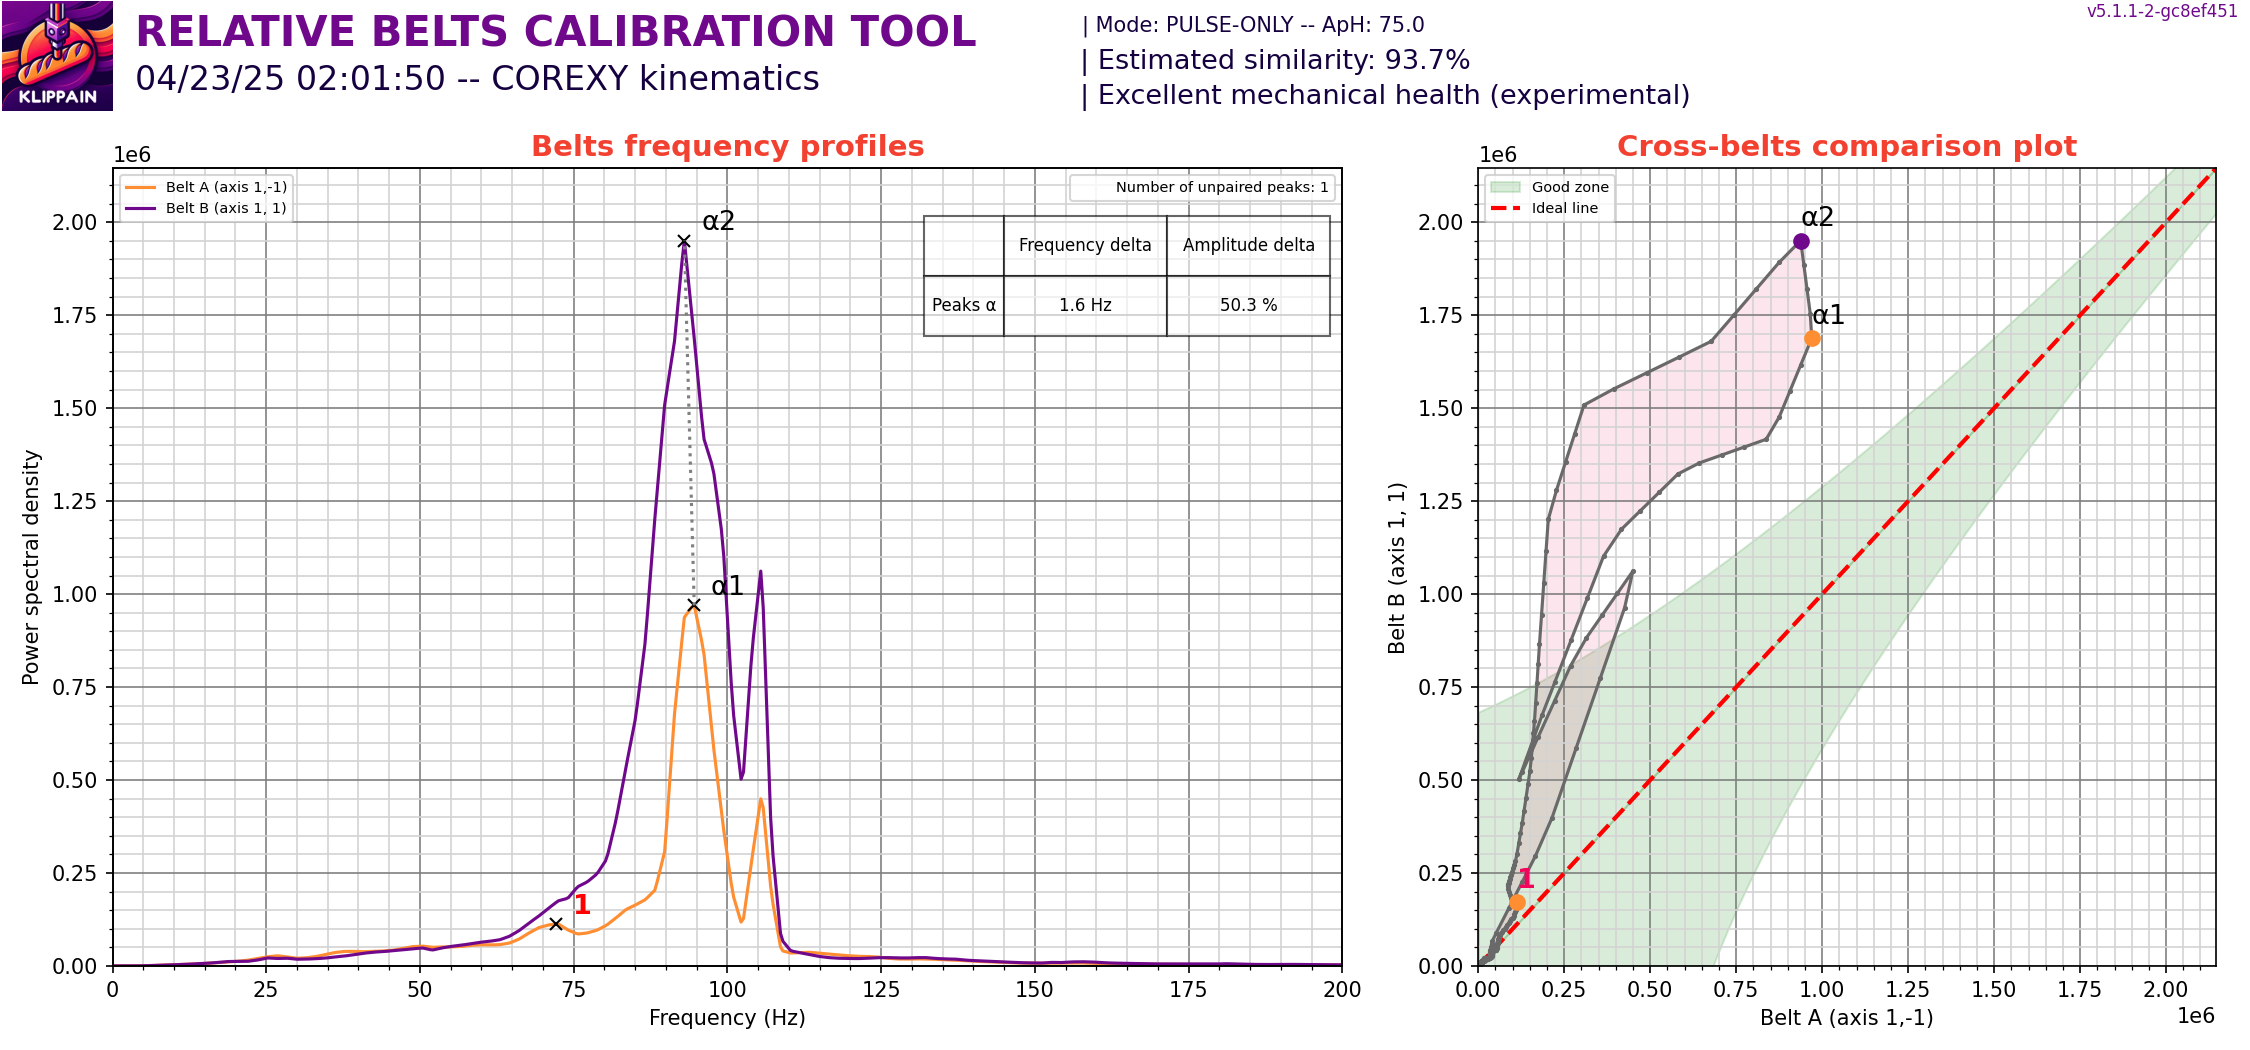 KLIPPAIN
RELATIVE BELTS CALIBRATION TOOL
04/23/25 02:01:50 -- COREXY kinematics
| Mode: PULSE-ONLY -- ApH: 75.0
| Estimated similarity: 93.7%
| Excellent mechanical health (experimental)
v5.1.1-2-gc8ef451
Belts frequency profiles
1e6
Belt A (axis 1,-1)
Belt B (axis 1, 1)
Number of unpaired peaks: 1
Frequency delta Amplitude delta
Peaks α 1.6 Hz 50.3 %
α2
α1
1
2.00
1.75
1.50
1.25
1.00
0.75
0.50
0.25
0.00
Power spectral density
0 25 50 75 100 125 150 175 200
Frequency (Hz)
Cross-belts comparison plot
1e6
Good zone
Ideal line
α2
α1
1
2.00
1.75
1.50
1.25
1.00
0.75
0.50
0.25
0.00
Belt B (axis 1, 1)
0.00 0.25 0.50 0.75 1.00 1.25 1.50 1.75 2.00
Belt A (axis 1,-1)
1e6